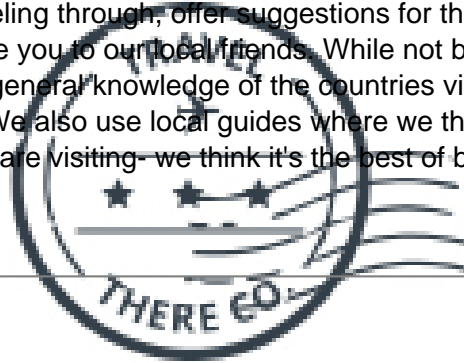 eling through, offer suggestions for th
e you to our local friends. While not b
general knowledge of the countries vi
We also use local guides where we th
are visiting- we think it's the best of b
TRAVEL
THERE CO.